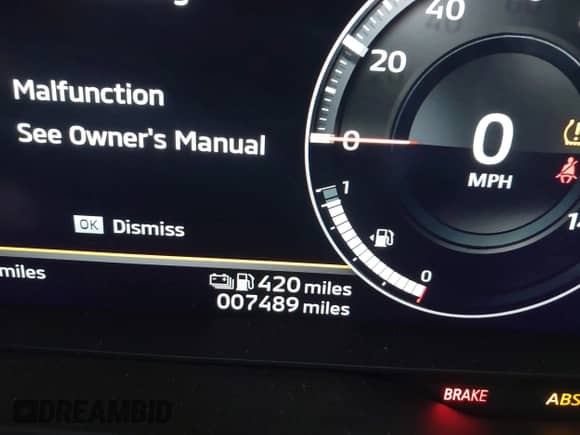 Malfunction
See Owner's Manual
OK Dismiss
miles
420 miles
007489 miles
40
20
0
0
MPH
1
0
14
BRAKE
ABS
DREAMBID